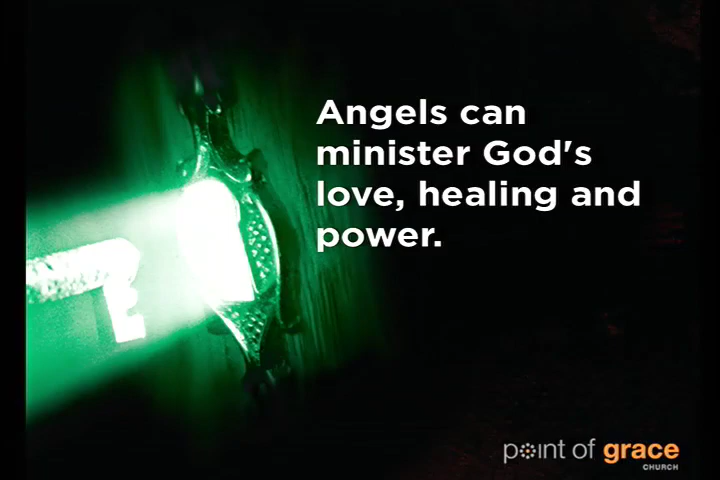 Angels can
minister God's
love, healing and
power.
point of grace
CHURCH